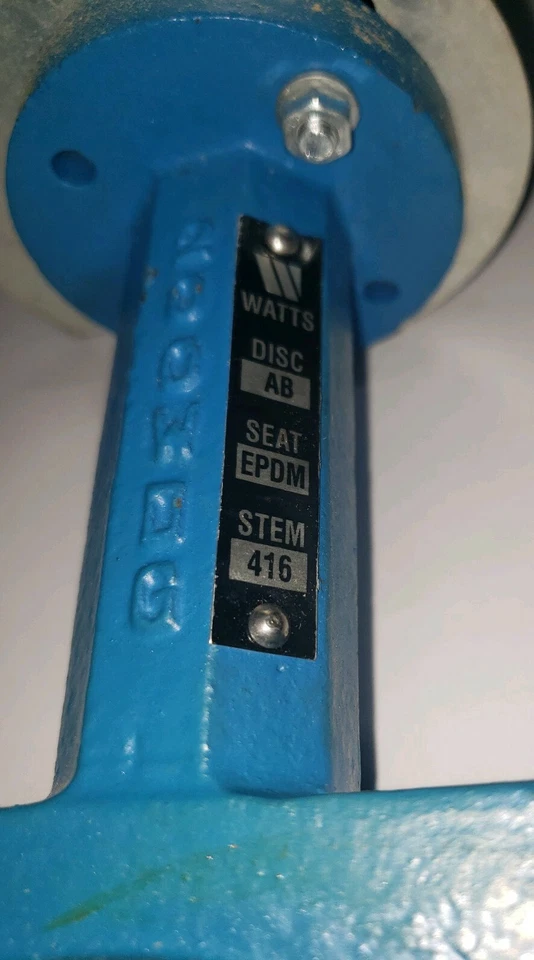 WATTS
DISC
AB
SEAT
EPDM
STEM
416